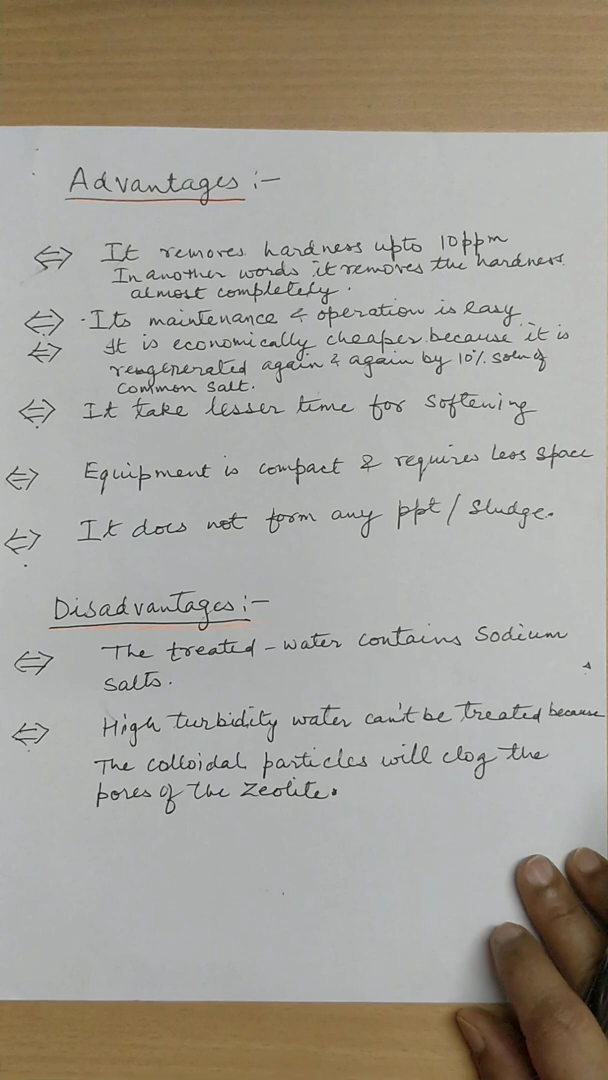 Advantages :-
⇔ It removes hardness upto 10ppm
In another words it removes the hardness.
almost completely.
⇔ Its maintenance & operation is easy
⇔ It is economically cheaper because it is
regenerated again & again by 10% soln of
common salt.
⇔ It take lesser time for softening
⇔ Equipment is compact & requires less space
⇔ It does not form any ppt / sludge.
Disadvantages :-
⇔ The treated - water contains Sodium
salts.
⇔ High turbidity water can't be treated because
The colloidal particles will clog the
pores of the Zeolite.